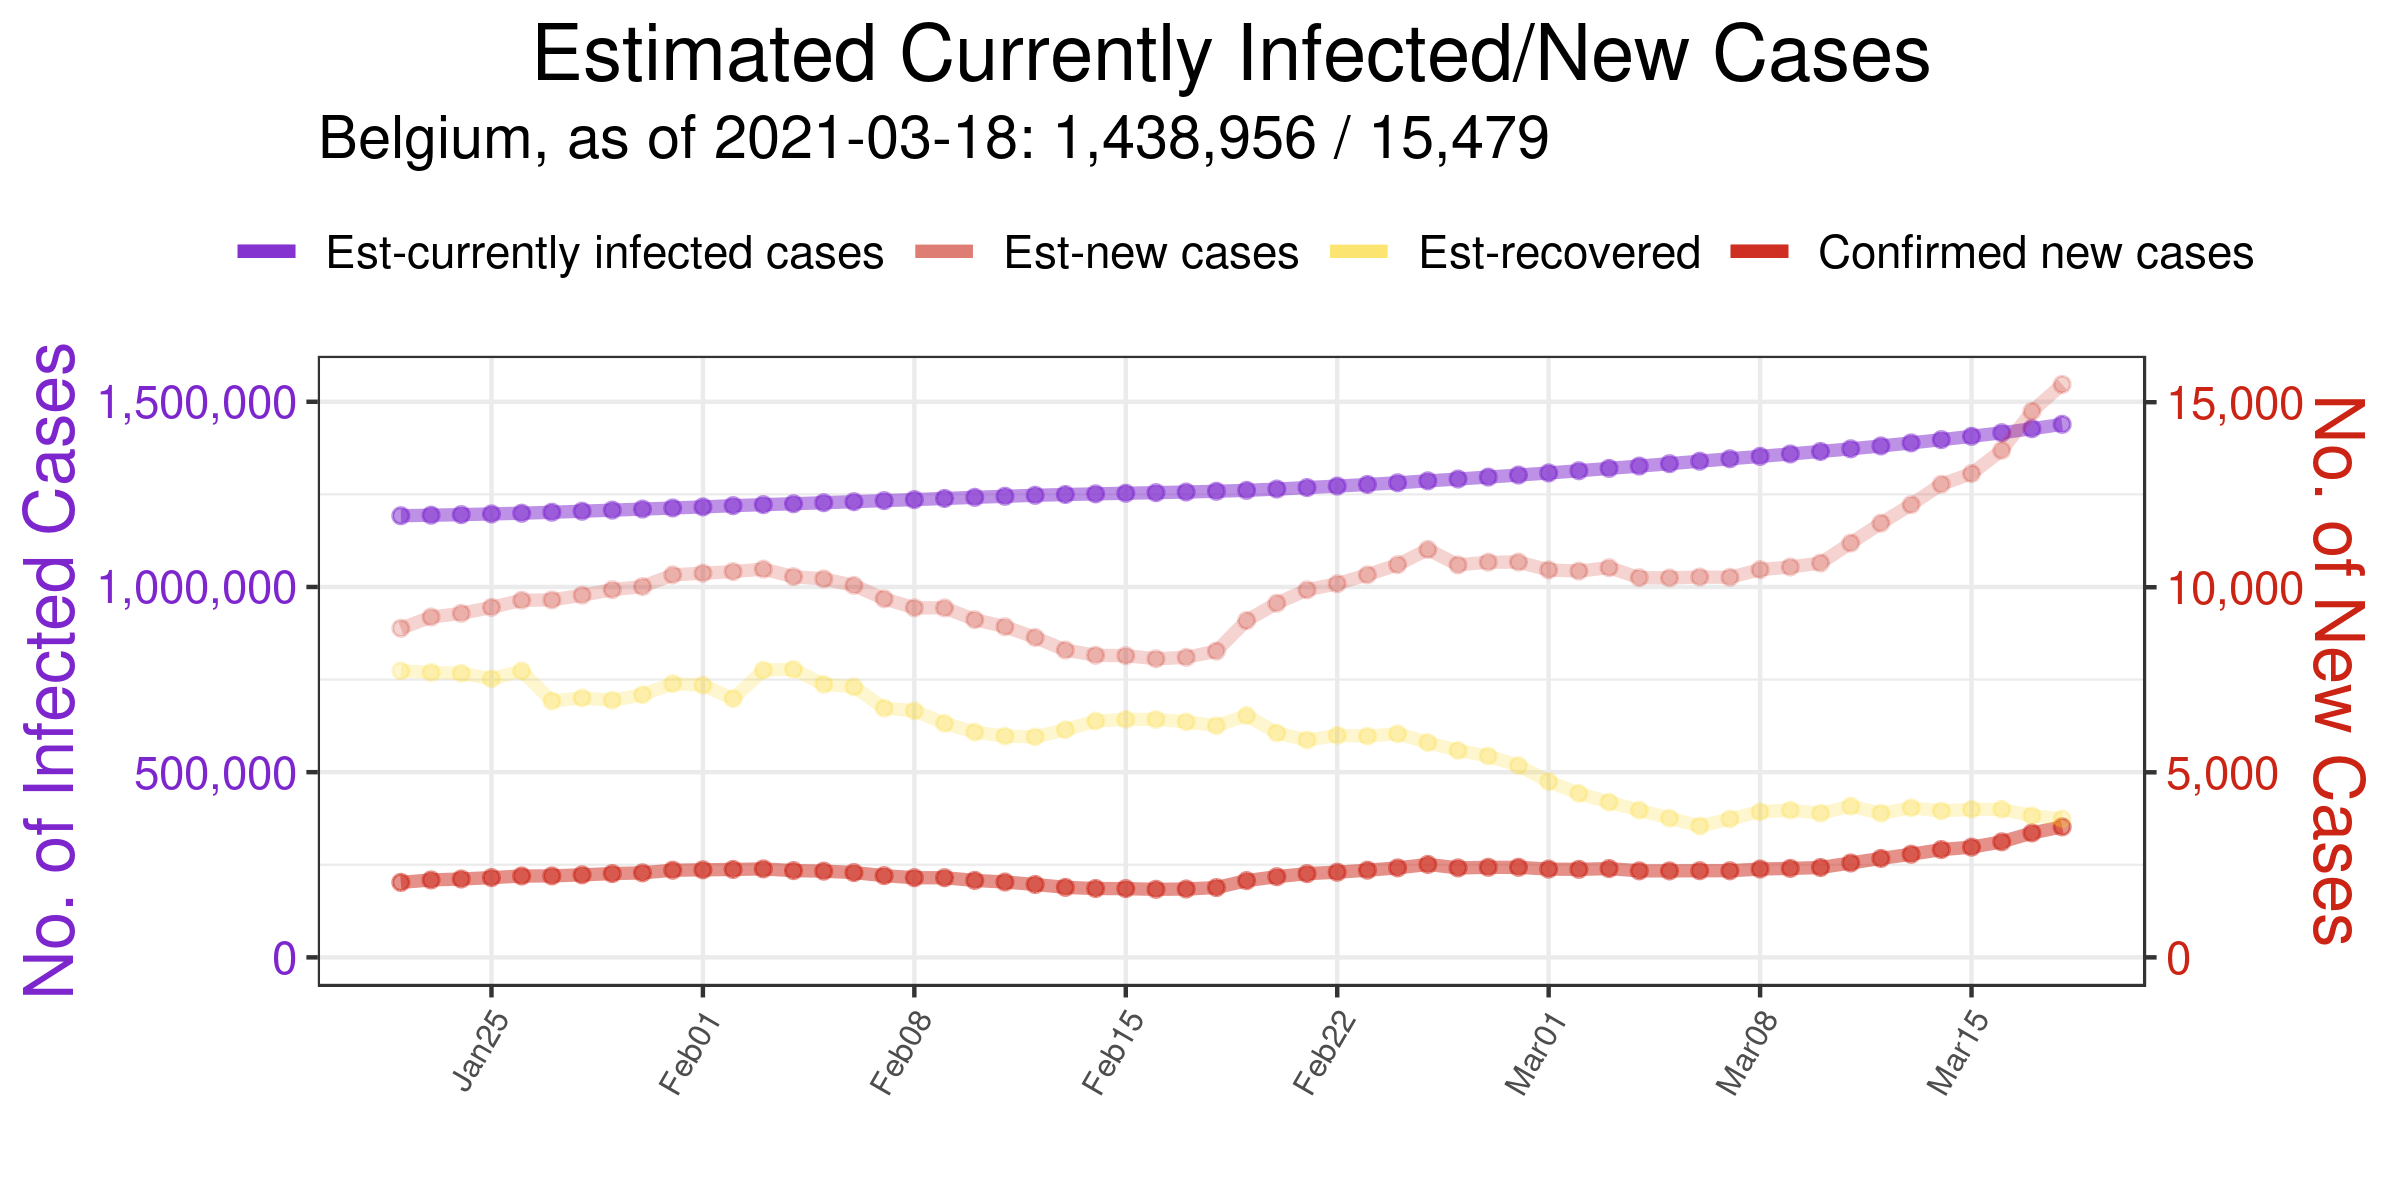 Estimated Currently Infected/New Cases
Belgium, as of 2021-03-18: 1,438,956 / 15,479
Est-currently infected cases Est-new cases Est-recovered Confirmed new cases
No. of Infected Cases
1,500,000
1,000,000
500,000
0
15,000
10,000
5,000
0
No. of New Cases
Jan25 Feb01 Feb08 Feb15 Feb22 Mar01 Mar08 Mar15